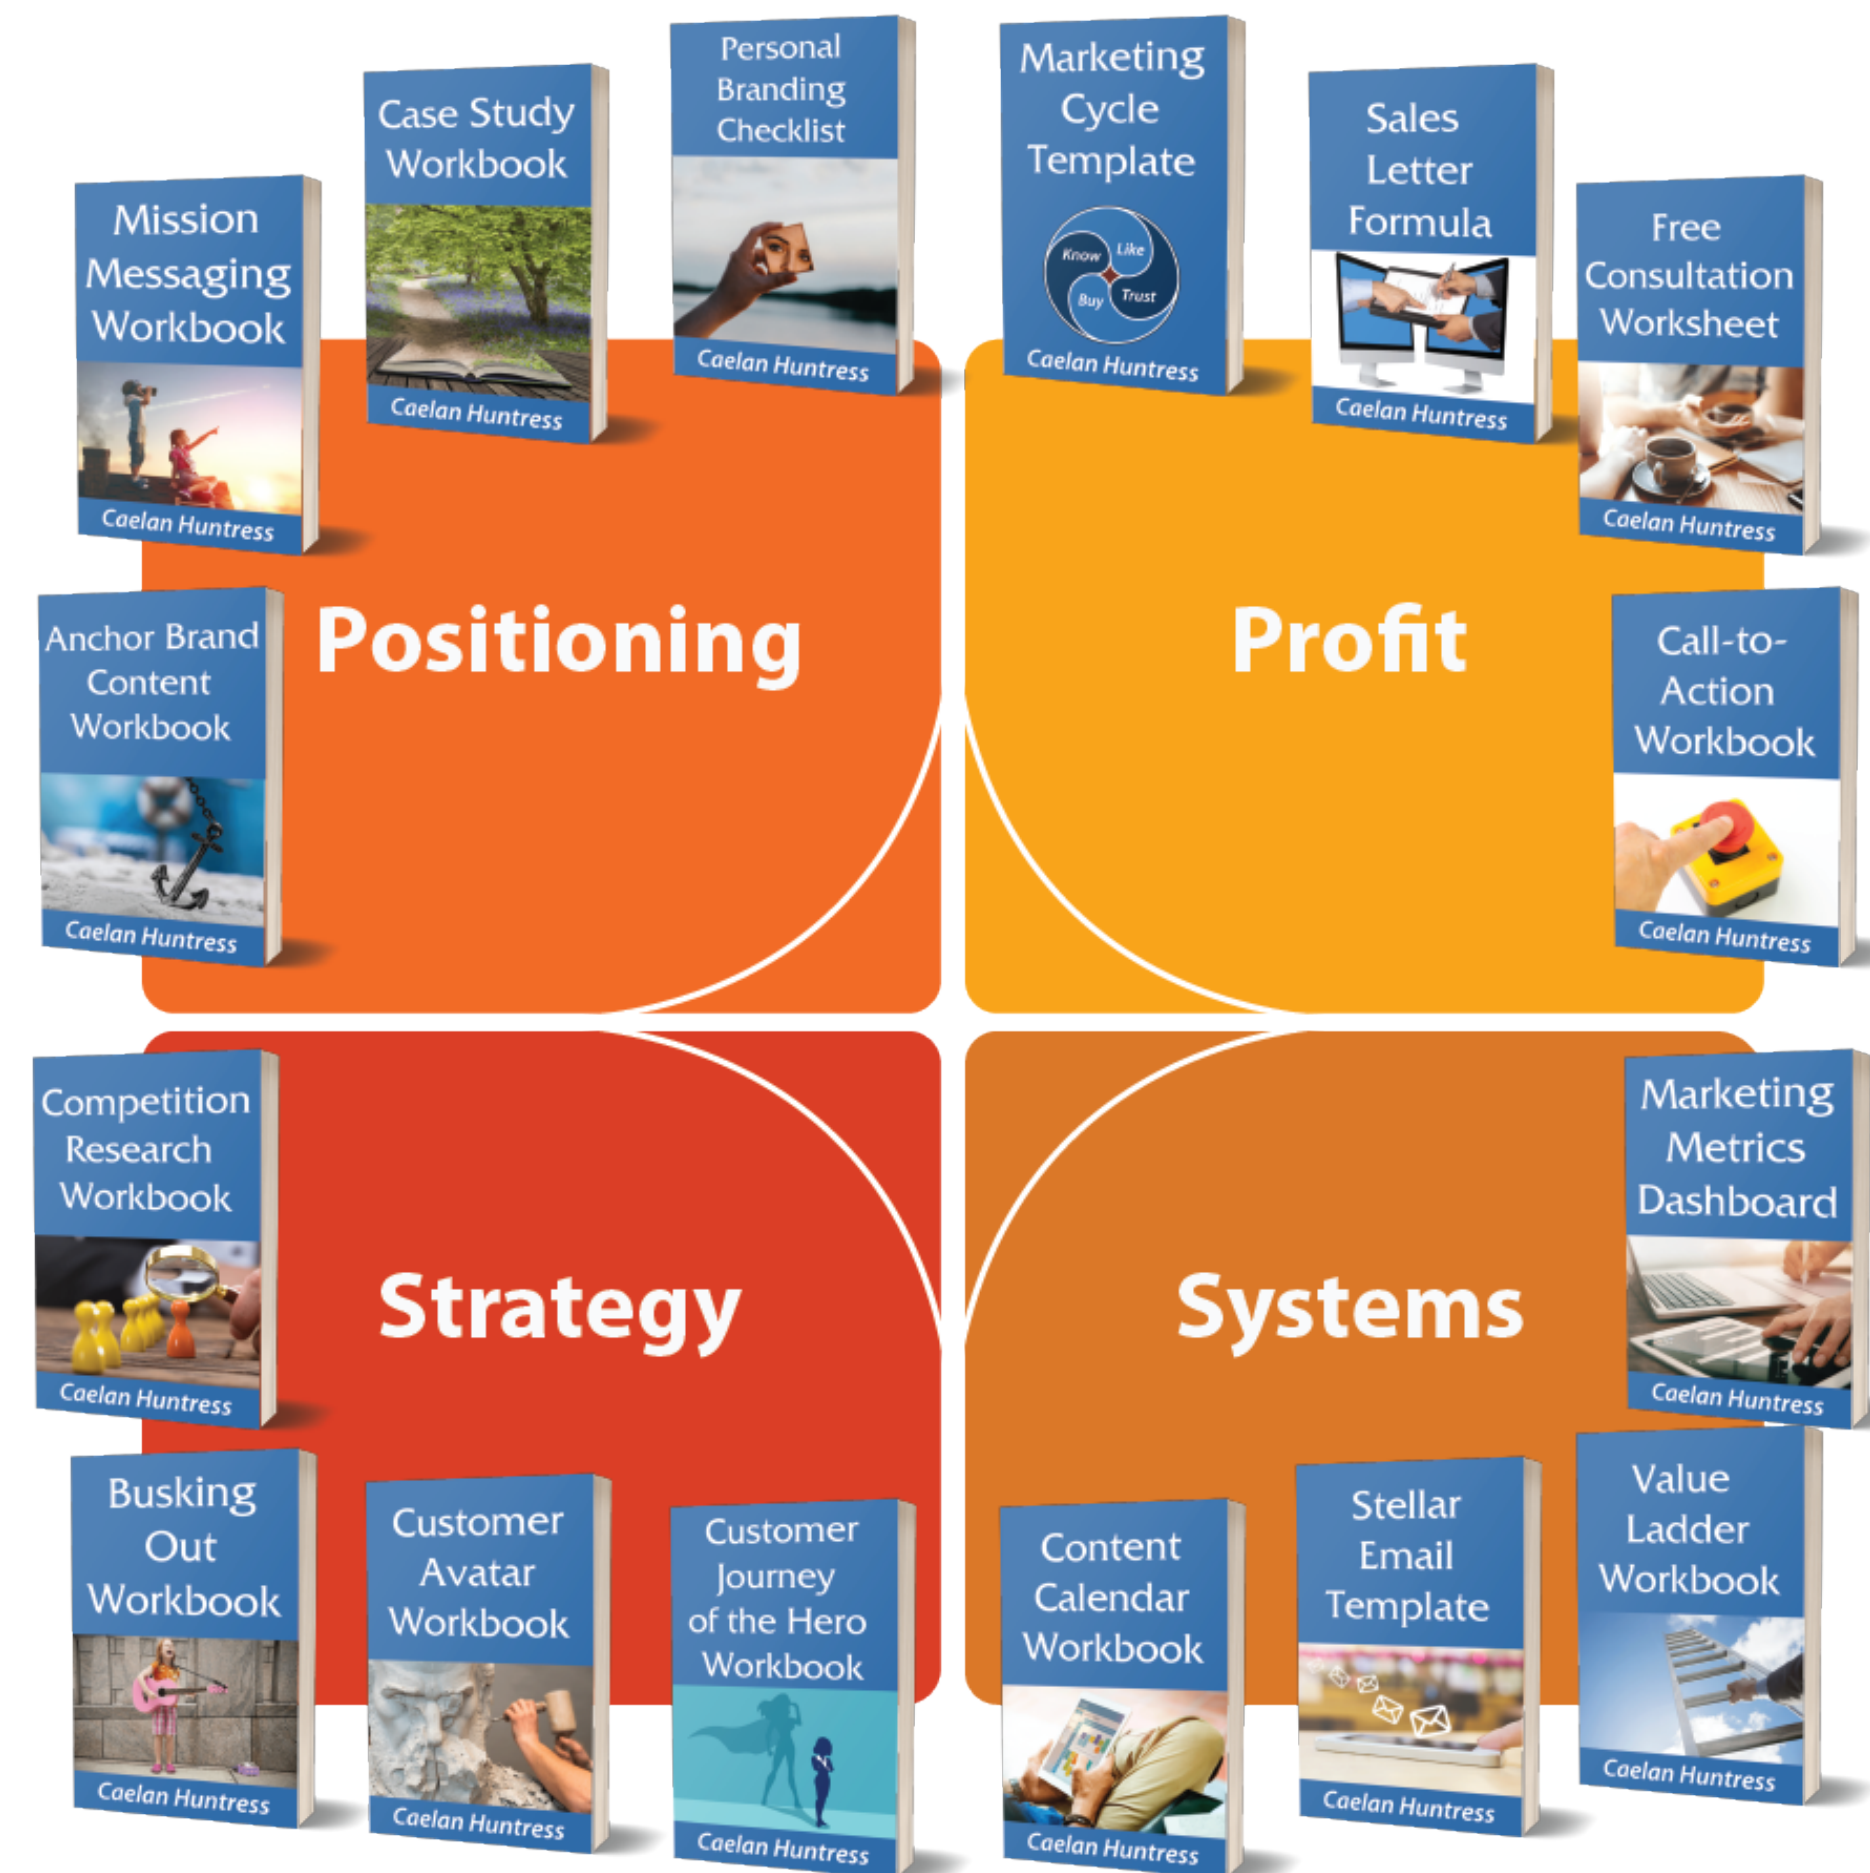 Personal
Branding
Checklist
Caelan Huntress
Marketing
Cycle
Template
Know
Like
Buy
Trust
Caelan Huntress
Case Study
Workbook
Caelan Huntress
Sales
Letter
Formula
Caelan Huntress
Mission
Messaging
Workbook
Caelan Huntress
Free
Consultation
Worksheet
Caelan Huntress
Anchor Brand
Content
Workbook
Caelan Huntress
Positioning
Profit
Call-to-
Action
Workbook
Caelan Huntress
Competition
Research
Workbook
Caelan Huntress
Strategy
Systems
Marketing
Metrics
Dashboard
Caelan Huntress
Busking
Out
Workbook
Caelan Huntress
Customer
Avatar
Workbook
Caelan Huntress
Customer
Journey
of the Hero
Workbook
Caelan Huntress
Content
Calendar
Workbook
Caelan Huntress
Stellar
Email
Template
Caelan Huntress
Value
Ladder
Workbook
Caelan Huntress